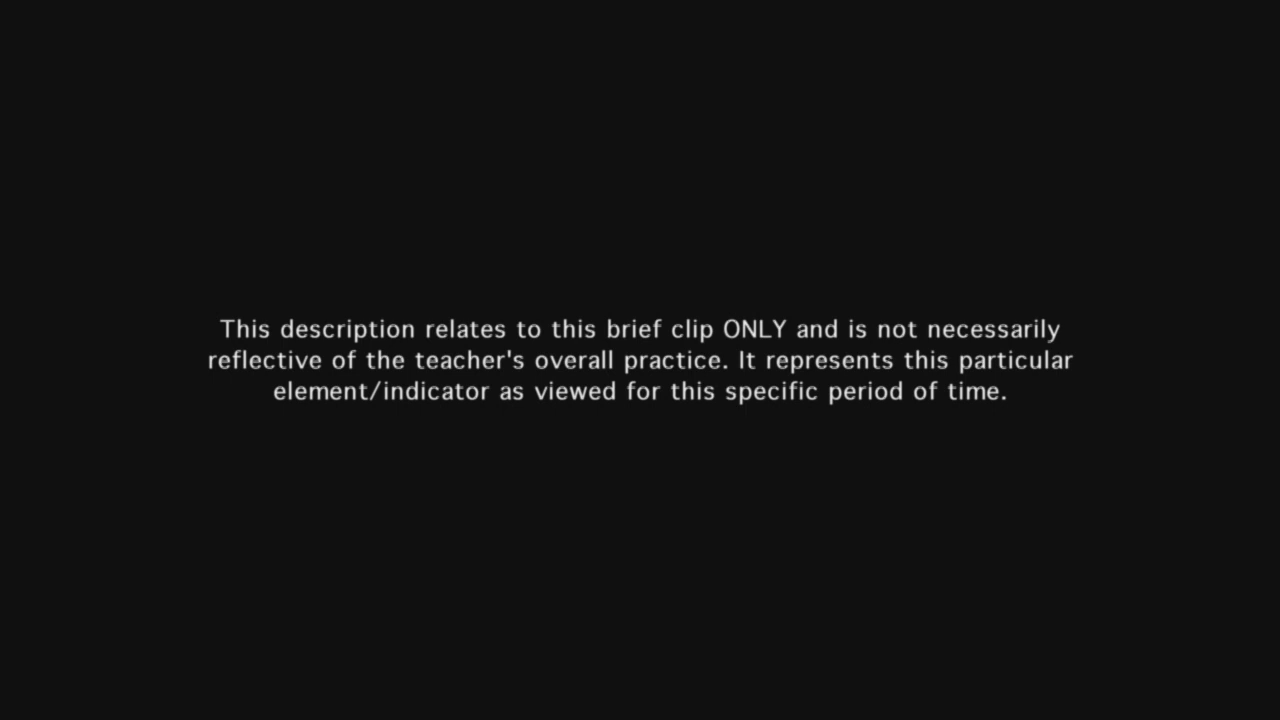 This description relates to this brief clip ONLY and is not necessarily
reflective of the teacher's overall practice. It represents this particular
element/indicator as viewed for this specific period of time.